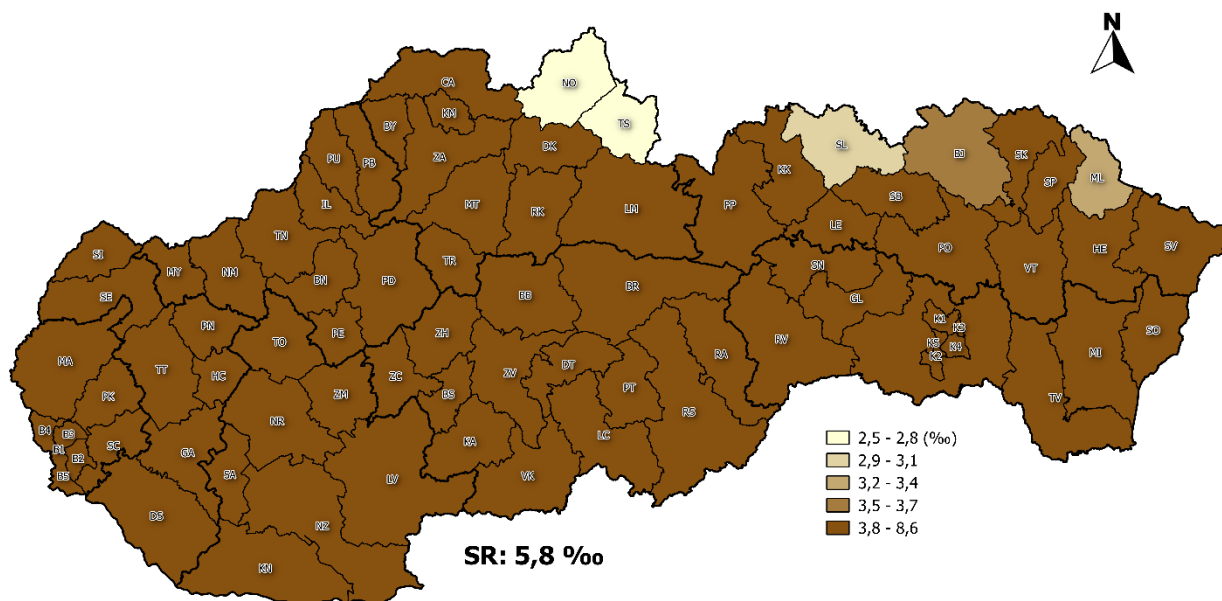 N
NO
CA
KM
TS
BY
DK
SL
BJ
SK
PU
PB
ZA
KK
SP
ML
IL
MT
RK
LM
PP
LE
SB
TN
PO
HE
SV
SI
MY
NM
BN
PD
TR
SN
VT
SE
BB
BR
GL
PN
TO
PE
ZH
K1
K3
SO
MA
TT
HC
ZC
ZV
DT
RA
RV
K5
K4
K2
MI
PK
ZM
BS
PT
TV
B4
B3
SC
NR
RS
B1
B2
GA
KA
LC
B5
SA
LV
VK
DS
NZ
KN
2,5 - 2,8 (‰)
2,9 - 3,1
3,2 - 3,4
3,5 - 3,7
3,8 - 8,6
SR: 5,8 ‰